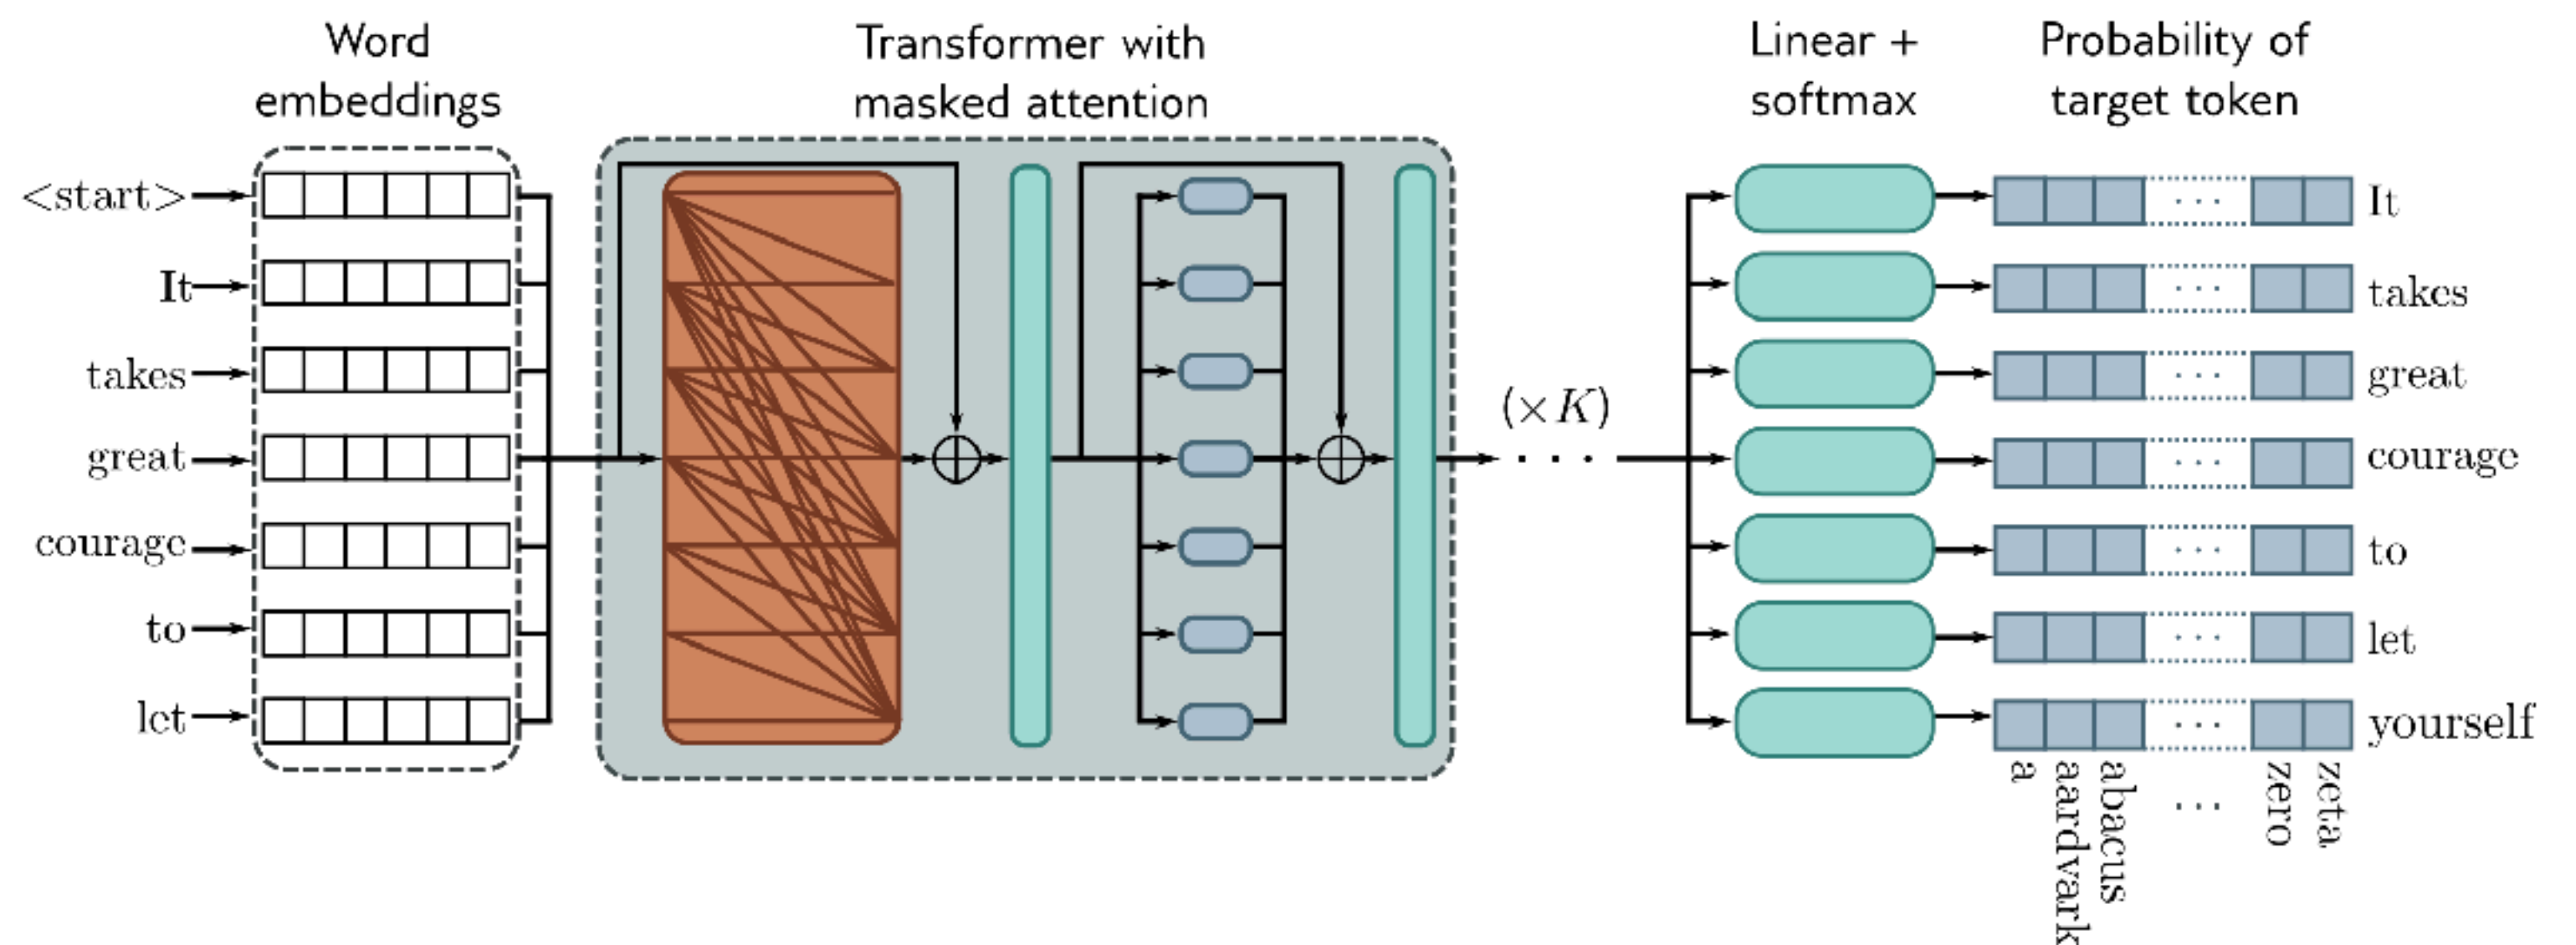 Word
embeddings
Transformer with
masked attention
Linear +
softmax
Probability of
target token
<start>
It
takes
great
courage
to
let
(×K)
· · ·
It
takes
great
courage
to
let
yourself
· · ·
· · ·
· · ·
· · ·
· · ·
· · ·
· · ·
a
aardvark
abacus
· · ·
zero
zeta